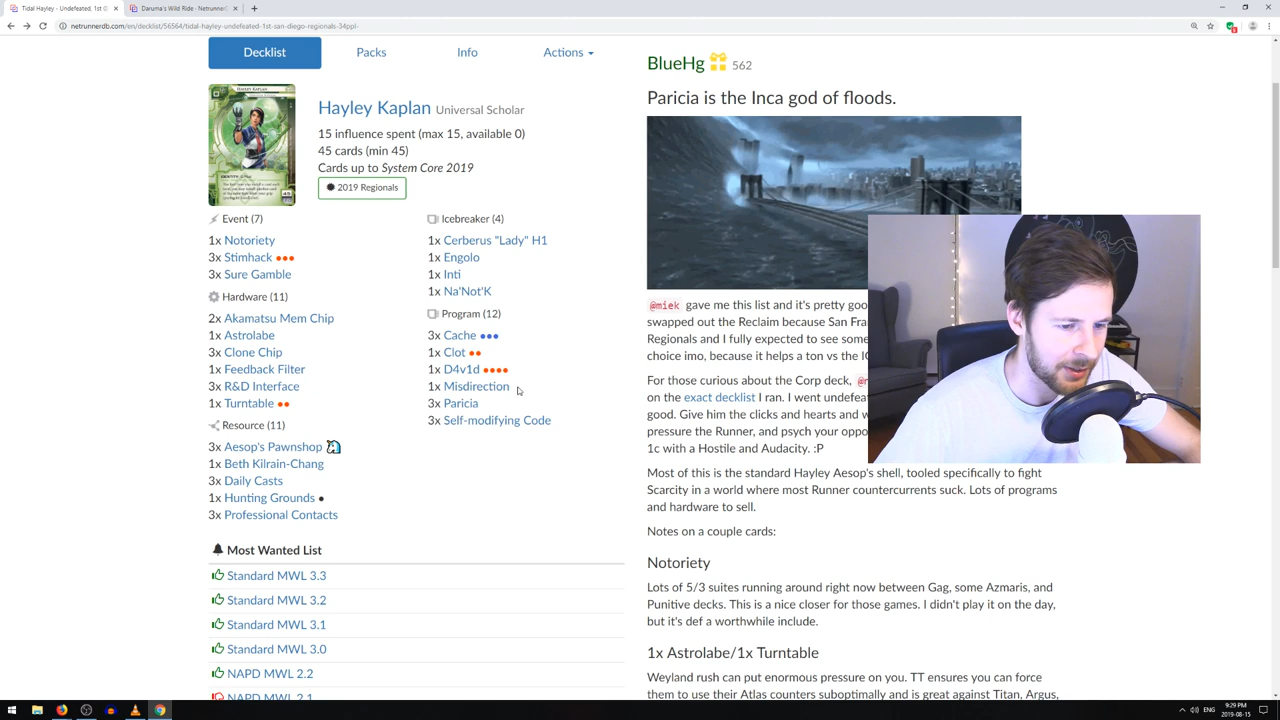 Tidal Hayley - Undefeated, 1st
Daruma's Wild Ride - Netrunner
netrunnerdb.com/en/decklist/56564/tidal-hayley-undefeated-1st-san-diego-regionals-34ppl-
Decklist
Packs
Info
Actions
Hayley Kaplan Universal Scholar
15 influence spent (max 15, available 0)
45 cards (min 45)
Cards up to System Core 2019
2019 Regionals
Event (7)
1x Notoriety
3x Stimhack
3x Sure Gamble
Hardware (11)
2x Akamatsu Mem Chip
1x Astrolabe
3x Clone Chip
1x Feedback Filter
3x R&D Interface
1x Turntable
Resource (11)
3x Aesop's Pawnshop
1x Beth Kilrain-Chang
3x Daily Casts
1x Hunting Grounds
3x Professional Contacts
Icebreaker (4)
1x Cerberus "Lady" H1
1x Engolo
1x Inti
1x Na'Not'K
Program (12)
3x Cache
1x Clot
1x D4v1d
1x Misdirection
3x Paricia
3x Self-modifying Code
Most Wanted List
Standard MWL 3.3
Standard MWL 3.2
Standard MWL 3.1
Standard MWL 3.0
NAPD MWL 2.2
NAPD MWL 2.1
BlueHg 562
Paricia is the Inca god of floods.
@miek gave me this list and it's pretty
swapped out the Reclaim because San
Regionals and I fully expected to see some
choice imo, because it helps a ton vs the
For those curious about the Corp deck,
on the exact decklist I ran. I went
good. Give him the clicks and hearts and
pressure the Runner, and psych your
1c with a Hostile and Audacity. :P
Most of this is the standard Hayley Aesop's shell, tooled specifically to fight
Scarcity in a world where most Runner countercurrents suck. Lots of programs
and hardware to sell.
Notes on a couple cards:
Notoriety
Lots of 5/3 suites running around right now between Gag, some Azmaris, and
Punitive decks. This is a nice closer for those games. I didn't play it on the day,
but it's def a worthwhile include.
1x Astrolabe/1x Turntable
Weyland rush can put enormous pressure on you. TT ensures you can force
them to use their Atlas counters suboptimally and is great against Titan, Argus,
ENG
9:29 PM
2019-08-15